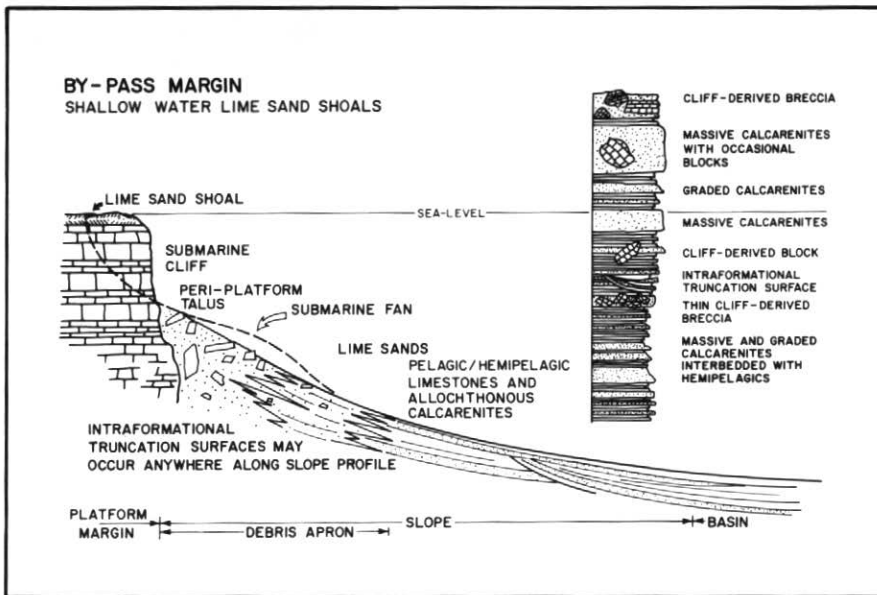 BY-PASS MARGIN
SHALLOW WATER LIME SAND SHOALS
LIME SAND SHOAL
SEA-LEVEL
SUBMARINE
CLIFF
PERI-PLATFORM
TALUS
SUBMARINE FAN
LIME SANDS
PELAGIC/HEMIPELAGIC
LIMESTONES AND
ALLOCHTHONOUS
CALCARENITES
INTRAFORMATIONAL
TRUNCATION SURFACES MAY
OCCUR ANYWHERE ALONG SLOPE PROFILE
PLATFORM
MARGIN
SLOPE
DEBRIS APRON
BASIN
CLIFF-DERIVED BRECCIA
MASSIVE CALCARENITES
WITH OCCASIONAL
BLOCKS
GRADED CALCARENITES
MASSIVE CALCARENITES
CLIFF-DERIVED BLOCK
INTRAFORMATIONAL
TRUNCATION SURFACE
THIN CLIFF-DERIVED
BRECCIA
MASSIVE AND GRADED
CALCARENITES
INTERBEDDED WITH
HEMIPELAGICS